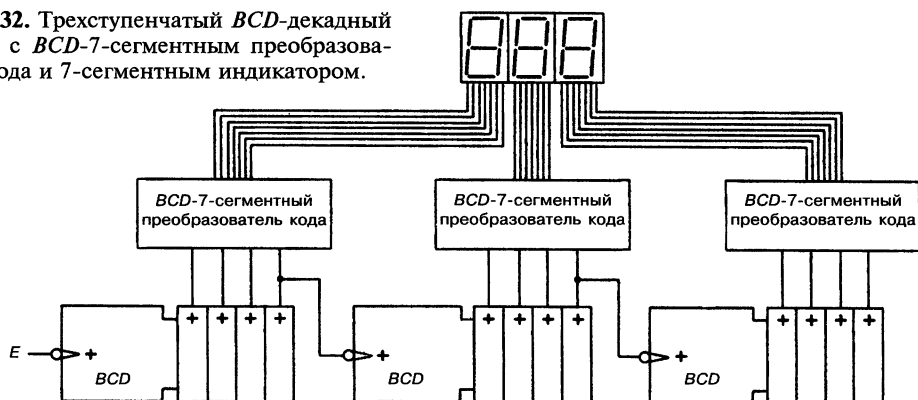 32. Трехступенчатый BCD-декадный
с BCD-7-сегментным преобразова-
ода и 7-сегментным индикатором.
BCD-7-сегментный
преобразователь кода
BCD-7-сегментный
преобразователь кода
BCD-7-сегментный
преобразователь кода
+ + + +
+ + + +
+ + + +
E
+
BCD
+
BCD
+
BCD